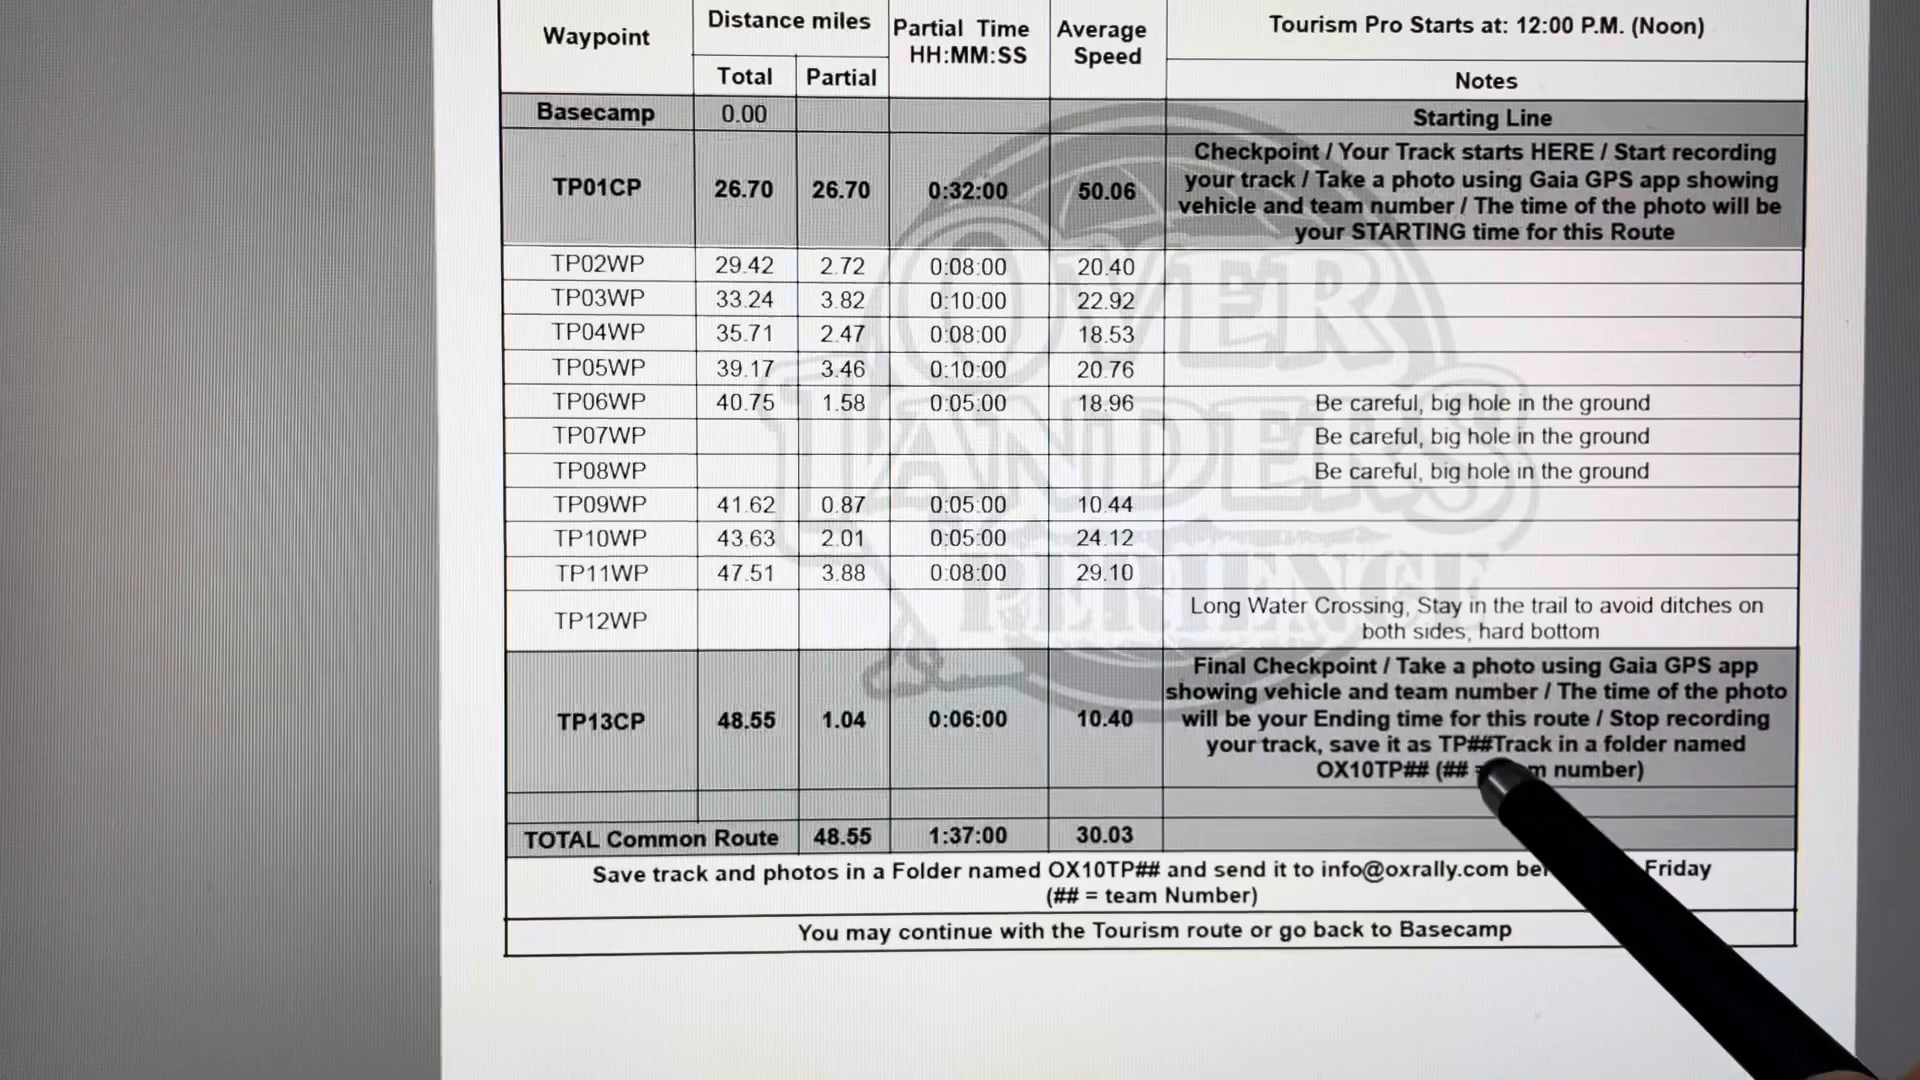 Waypoint Distance miles Partial Time HH:MM:SS Average Speed Tourism Pro Starts at: 12:00 P.M. (Noon)
Total Partial Notes
Basecamp 0.00 Starting Line
TP01CP 26.70 26.70 0:32:00 50.06 Checkpoint / Your Track starts HERE / Start recording
your track / Take a photo using Gaia GPS app showing
vehicle and team number / The time of the photo will be
your STARTING time for this Route
TP02WP 29.42 2.72 0:08:00 20.40
TP03WP 33.24 3.82 0:10:00 22.92
TP04WP 35.71 2.47 0:08:00 18.53
TP05WP 39.17 3.46 0:10:00 20.76
TP06WP 40.75 1.58 0:05:00 18.96 Be careful, big hole in the ground
TP07WP Be careful, big hole in the ground
TP08WP Be careful, big hole in the ground
TP09WP 41.62 0.87 0:05:00 10.44
TP10WP 43.63 2.01 0:05:00 24.12
TP11WP 47.51 3.88 0:08:00 29.10
TP12WP Long Water Crossing, Stay in the trail to avoid ditches on
both sides, hard bottom
TP13CP 48.55 1.04 0:06:00 10.40 Final Checkpoint / Take a photo using Gaia GPS app
showing vehicle and team number / The time of the photo
will be your Ending time for this route / Stop recording
your track, save it as TP##Track in a folder named
OX10TP## (## number)
TOTAL Common Route 48.55 1:37:00 30.03
Save track and photos in a Folder named OX10TP## and send it to info@oxrally.com Friday
(## = team Number)
You may continue with the Tourism route or go back to Basecamp
OVER
LANDERS